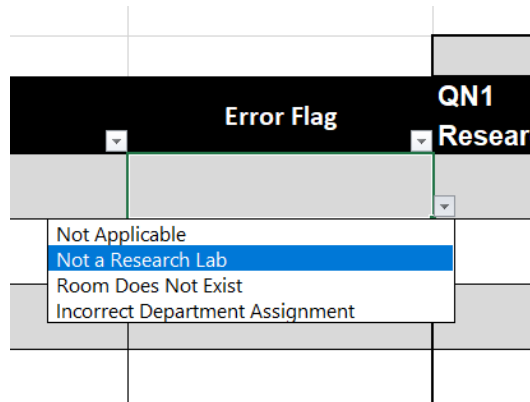 Error Flag
QN1
Resear
Not Applicable
Not a Research Lab
Room Does Not Exist
Incorrect Department Assignment